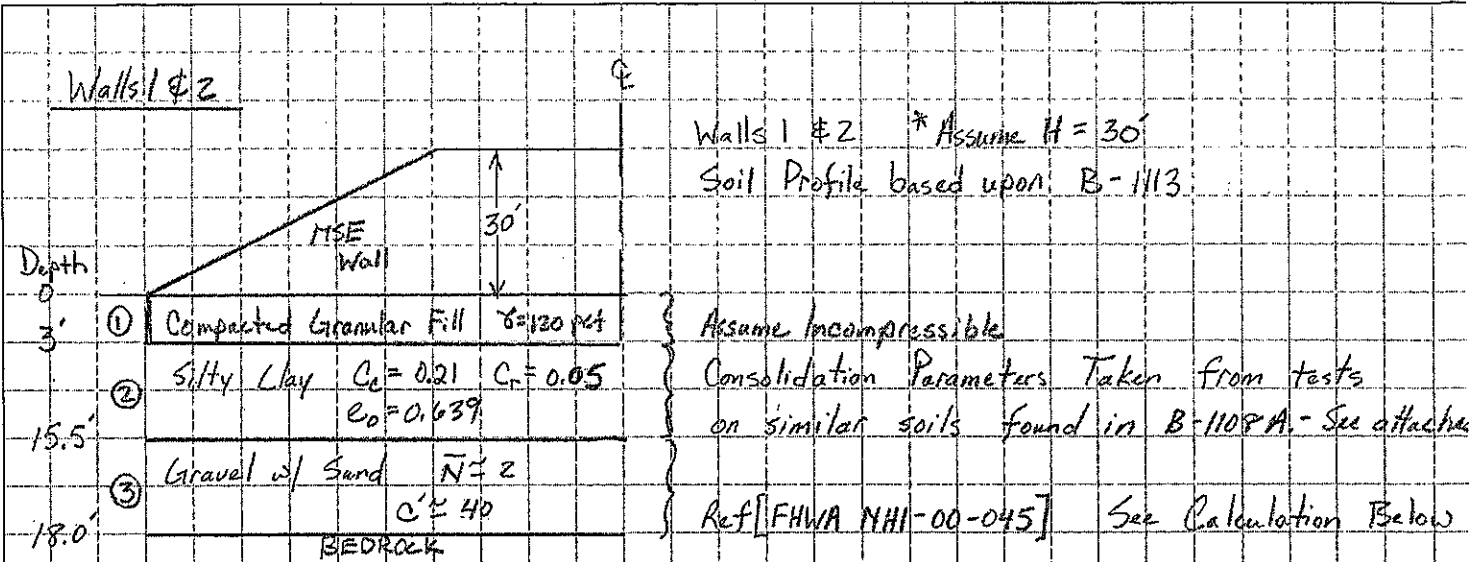 Walls 1 & 2
℄
Walls 1 & 2 * Assume H = 30'
Soil Profile based upon B-1113
30'
MSE
Wall
Depth
0
3'
① Compacted Granular Fill γ=120 pcf
Assume Incompressible
② Silty Clay Cc = 0.21 Cr = 0.05
e₀ = 0.639
Consolidation Parameters Taken from tests
on similar soils found in B-1108A. - See attached
15.5'
③ Gravel w/ Sand N̄ ≅ 2
C' ≅ 40
Ref [FHWA NHI-00-045] See Calculation Below
18.0'
BEDROCK